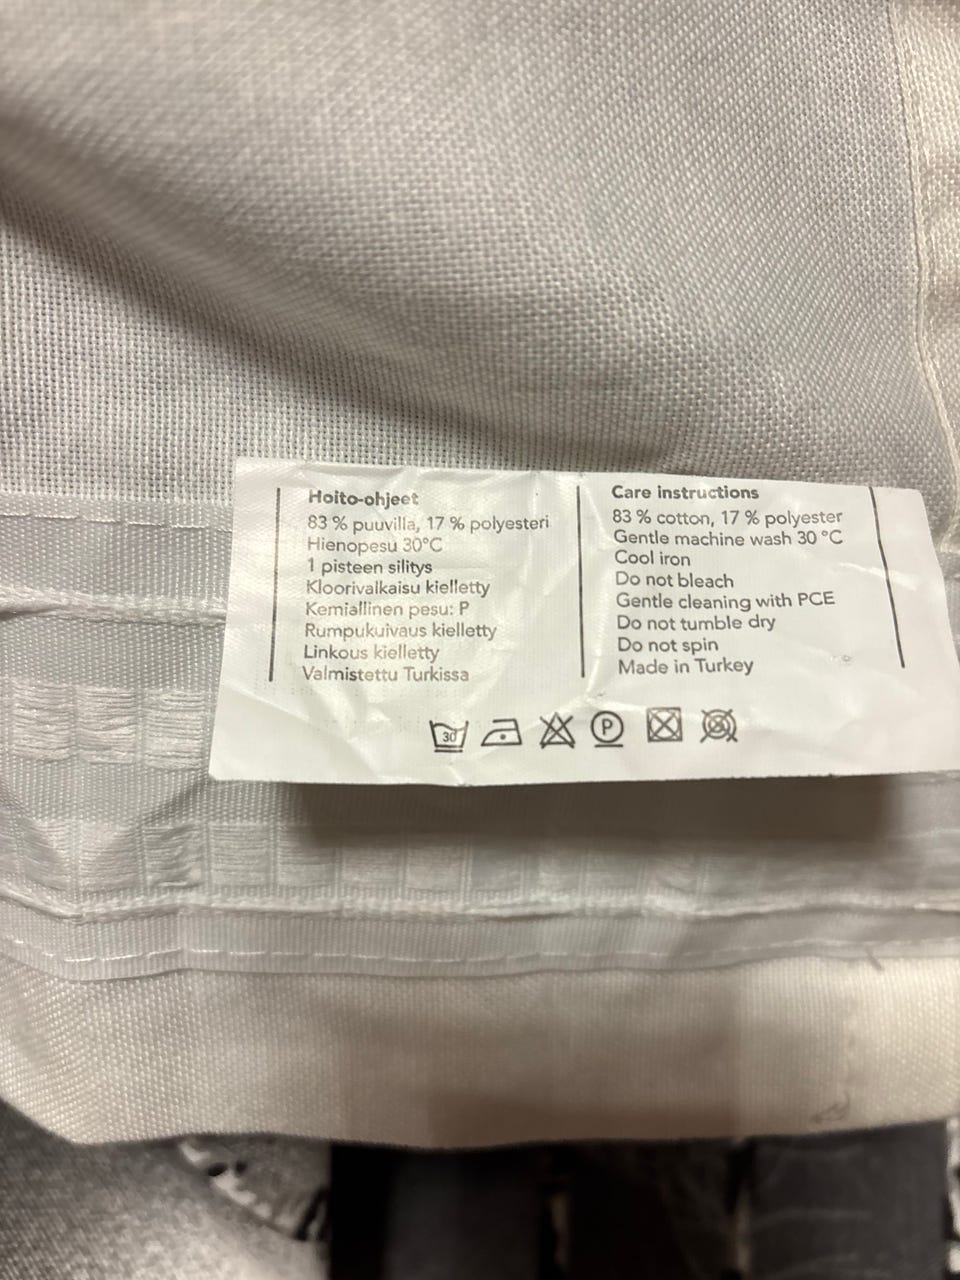 Hoito-ohjeet
83 % puuvilla, 17 % polyesteri
Hienopesu 30°C
1 pisteen silitys
Kloorivalkaisu kielletty
Kemiallinen pesu: P
Rumpukuivaus kielletty
Linkous kielletty
Valmistettu Turkissa
Care instructions
83 % cotton, 17 % polyester
Gentle machine wash 30 °C
Cool iron
Do not bleach
Gentle cleaning with PCE
Do not tumble dry
Do not spin
Made in Turkey
30 P